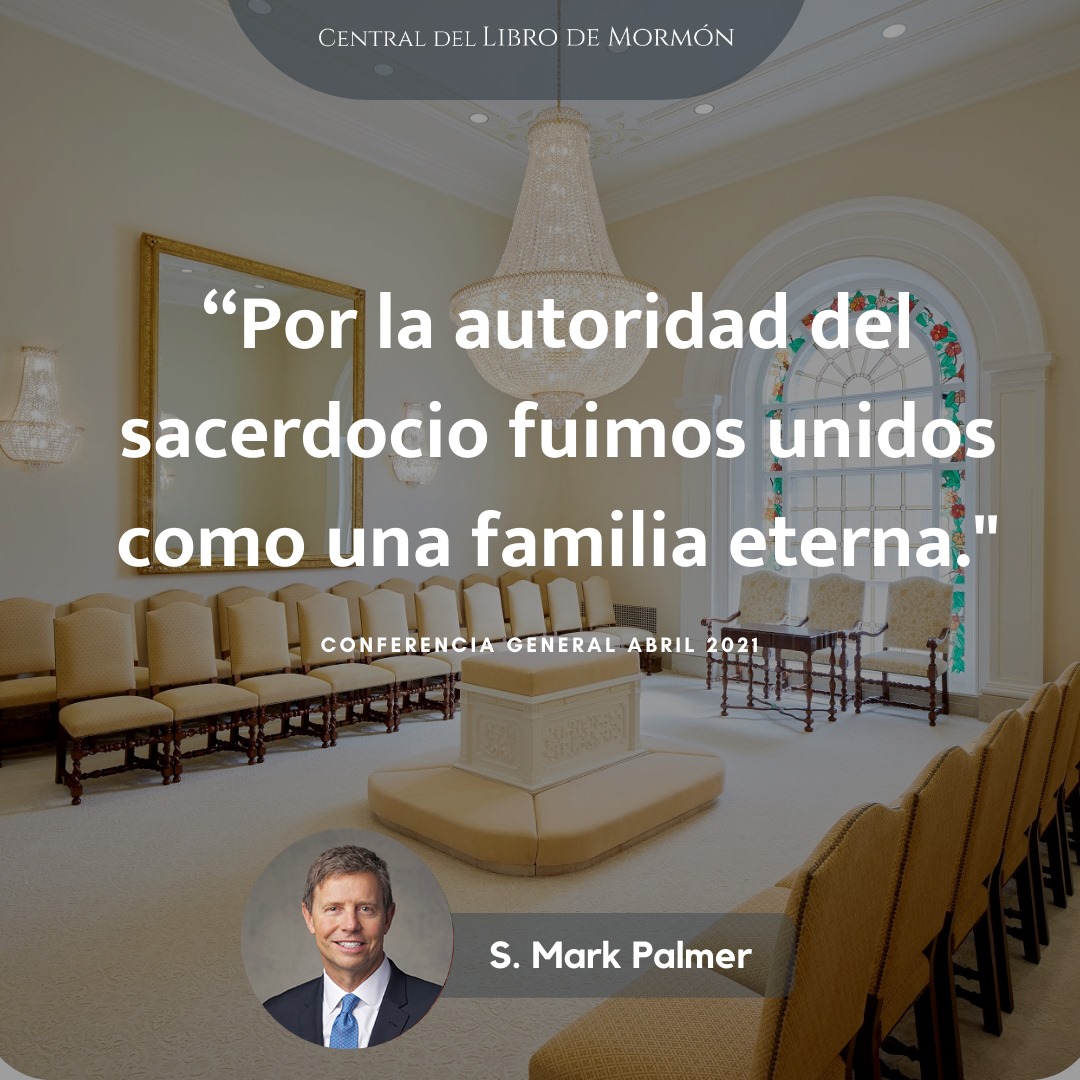 CENTRAL DEL LIBRO DE MORMÓN
“Por la autoridad del
sacerdocio fuimos unidos
como una familia eterna."
CONFERENCIA GENERAL ABRIL 2021
S. Mark Palmer